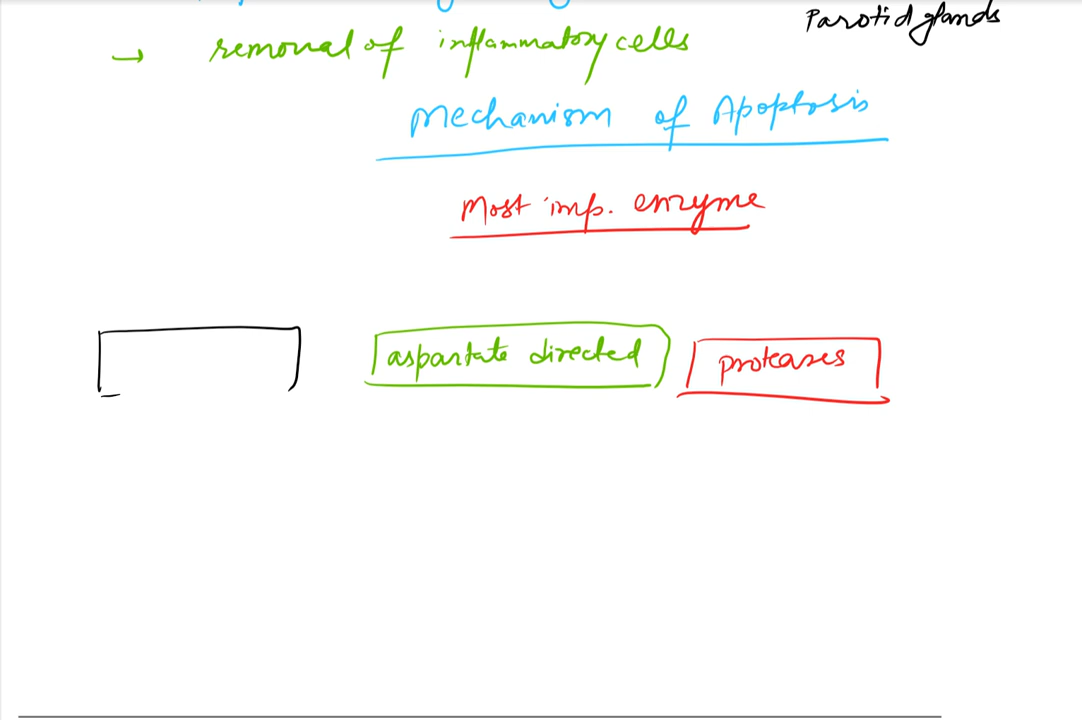 Parotid glands
→ removal of inflammatory cells
Mechanism of Apoptosis
Most imp. enzyme
aspartate directed proteases